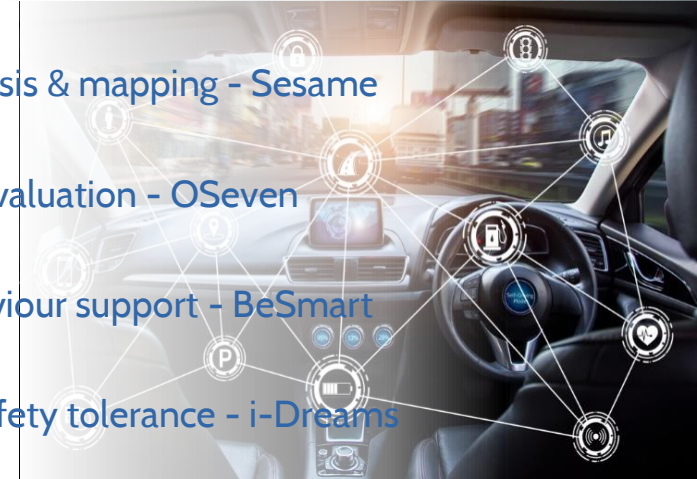 sis & mapping - Sesame
valuation - OSeven
viour support - BeSmart
fety tolerance - i-Dreams
P